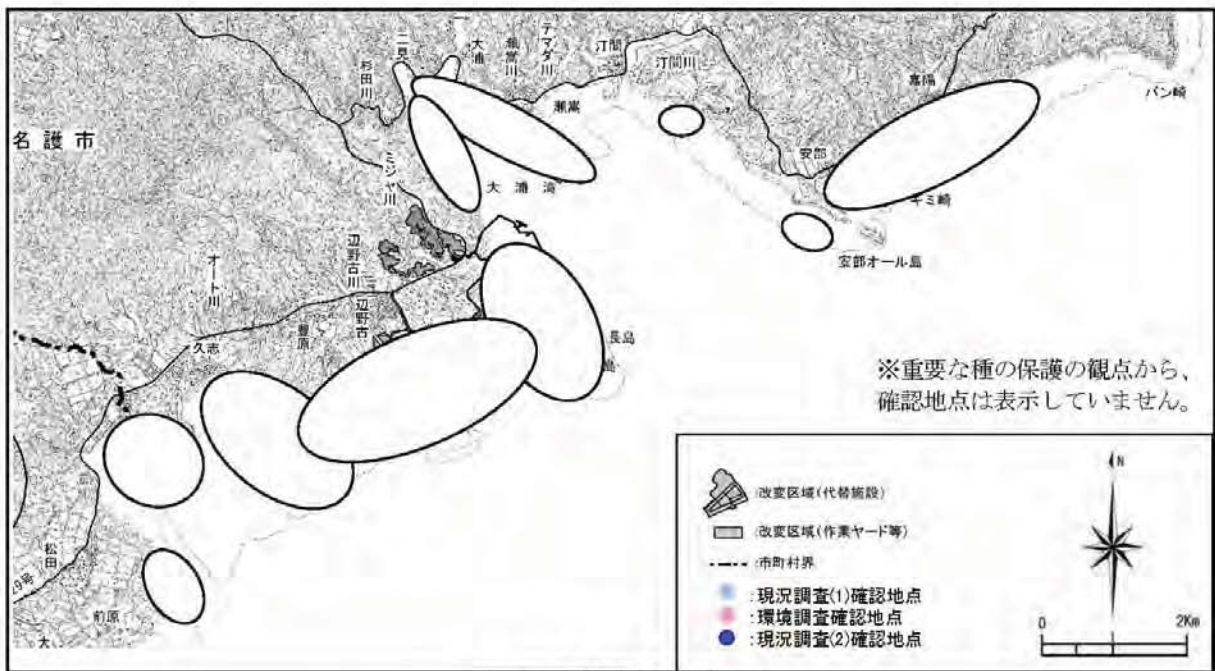 名護市
杉田川
二見
大浦
瀬嵩川
テマダ川
汀間
汀間川
嘉陽
バン崎
瀬嵩
安部
ギミ崎
ミジャ川
大浦湾
安部オール島
オート川
辺野古川
辺野古
豊原
久志
長島
島
※重要な種の保護の観点から、
確認地点は表示していません。
:改変区域(代替施設)
:改変区域(作業ヤード等)
:市町村界
:現況調査(1)確認地点
:環境調査確認地点
:現況調査(2)確認地点
N
0 2Km
松田
29号
前原
大